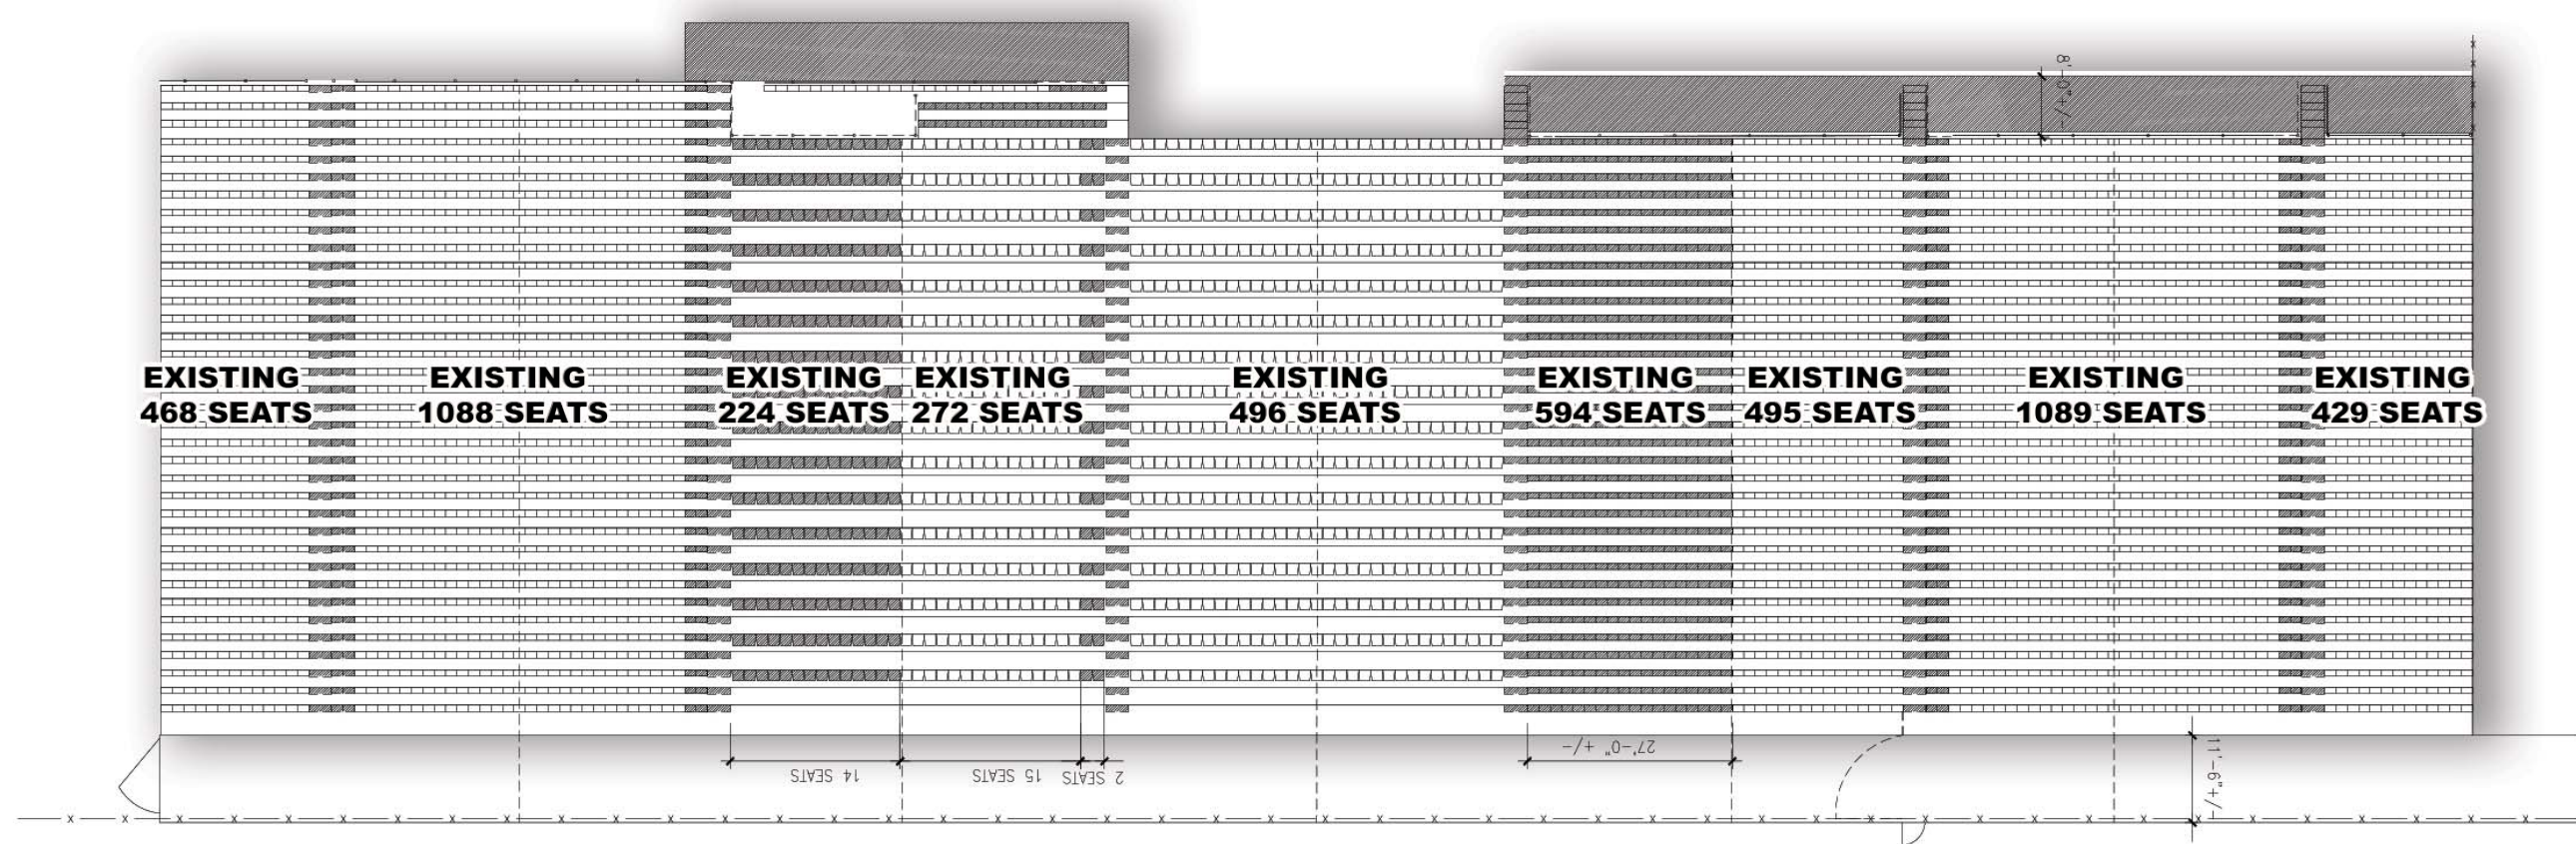 8'-0"+/-
EXISTING
468 SEATS
EXISTING
1088 SEATS
EXISTING
224 SEATS
EXISTING
272 SEATS
EXISTING
496 SEATS
EXISTING
594 SEATS
EXISTING
495 SEATS
EXISTING
1089 SEATS
EXISTING
429 SEATS
14 SEATS
15 SEATS
2 SEATS
27'-0" +/-
11'-6"+/-